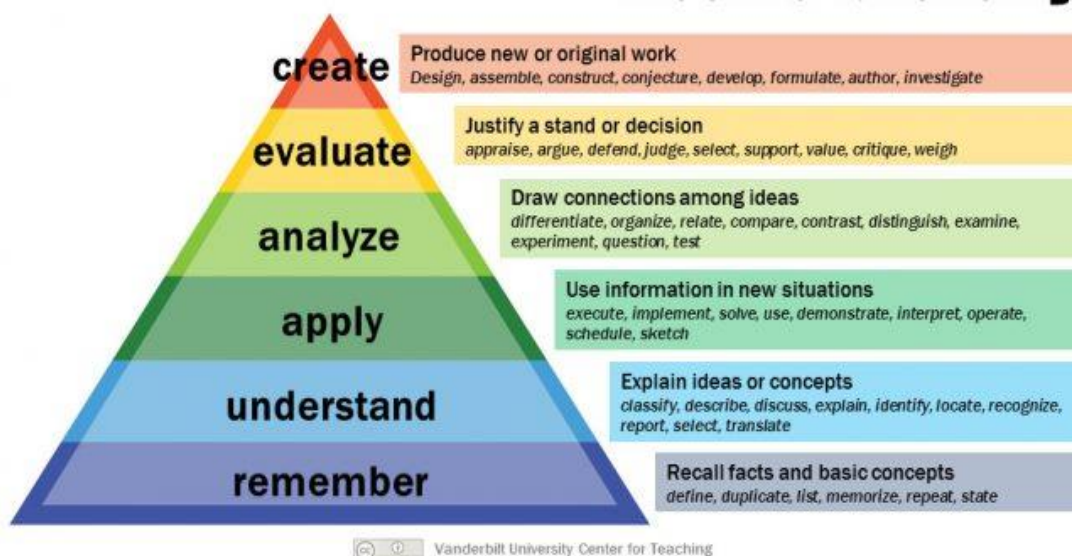 create
Produce new or original work
Design, assemble, construct, conjecture, develop, formulate, author, investigate
evaluate
Justify a stand or decision
appraise, argue, defend, judge, select, support, value, critique, weigh
analyze
Draw connections among ideas
differentiate, organize, relate, compare, contrast, distinguish, examine,
experiment, question, test
apply
Use information in new situations
execute, implement, solve, use, demonstrate, interpret, operate,
schedule, sketch
understand
Explain ideas or concepts
classify, describe, discuss, explain, identify, locate, recognize,
report, select, translate
remember
Recall facts and basic concepts
define, duplicate, list, memorize, repeat, state
cc
Vanderbilt University Center for Teaching